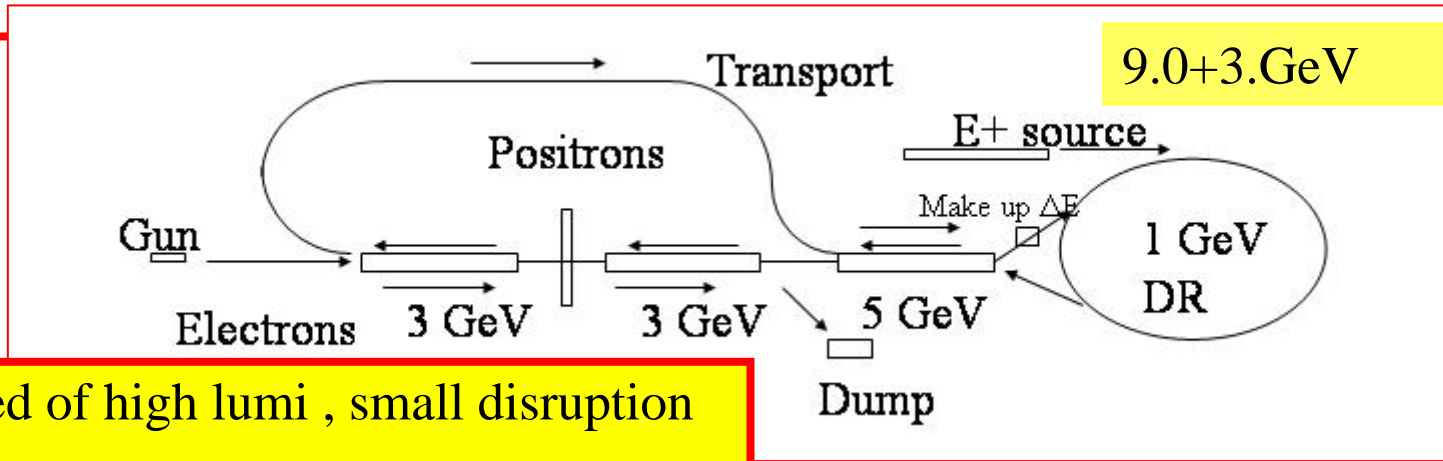 9.0+3.GeV
Transport
E+ source
Positrons
Make up ΔE
Gun
1 GeV
DR
Electrons
3 GeV
3 GeV
5 GeV
Dump
ed of high lumi , small disruption